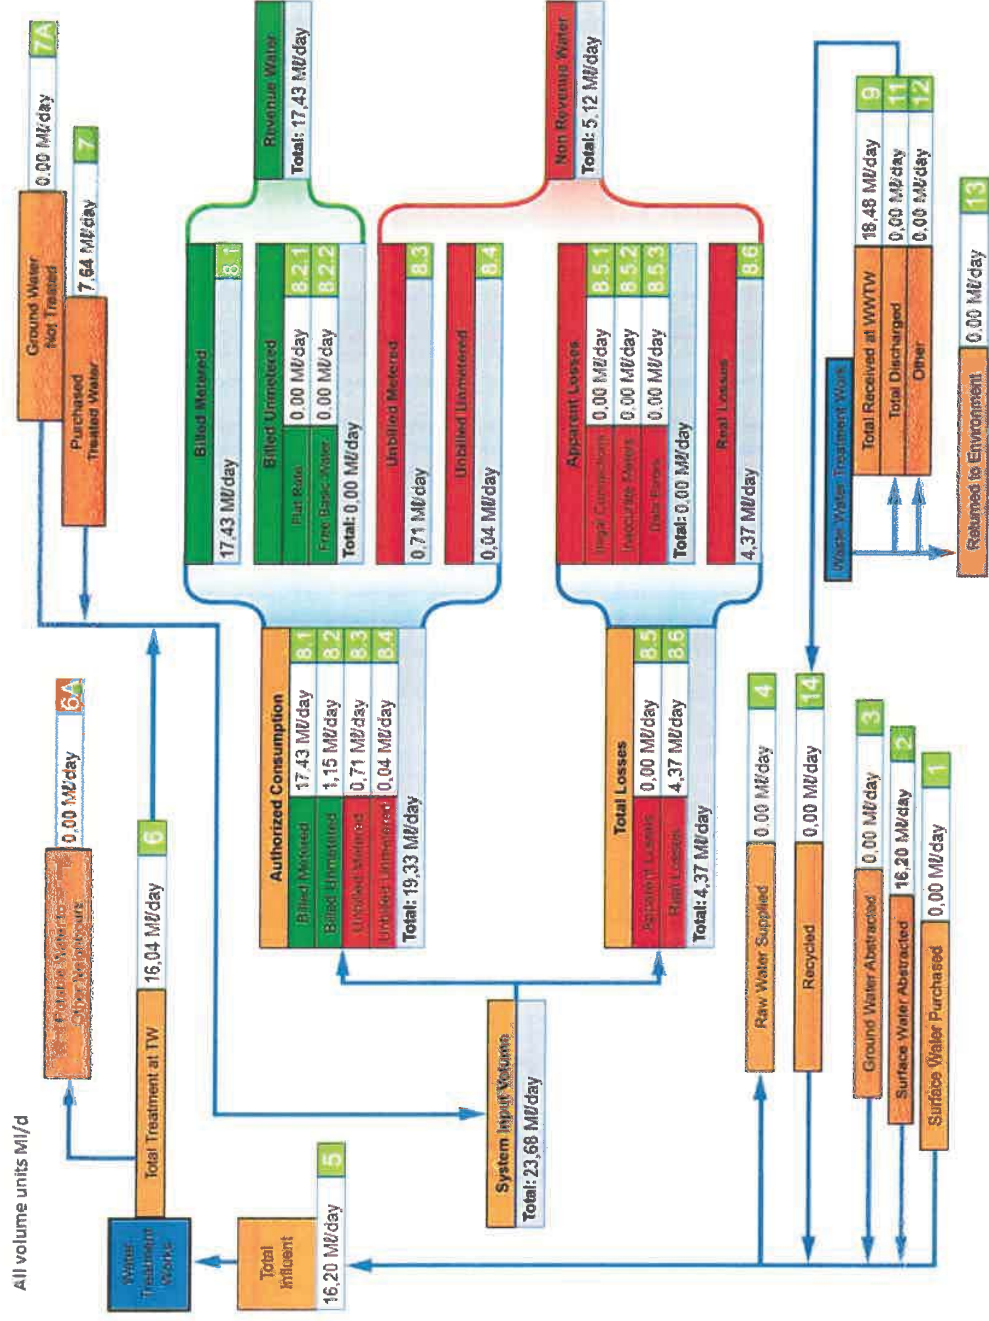 All volume units Ml/d
Water
Treatment
Works
Total Treatment at TW
16,04 Mℓ/day
6
Potable Water to
Other Neighbours
0,00 Mℓ/day
6A
Ground Water
Not Treated
0.00 Mℓ/day
7A
Purchased
Treated Water
7,64 Mℓ/day
7
Total
Influent
16,20 Mℓ/day
5
System Input Volume
Total: 23,68 Mℓ/day
Authorized Consumption
Billed Metered
17,43 Mℓ/day
8.1
Billed Unmetered
1,15 Mℓ/day
8.2
Unbilled Metered
0,71 Mℓ/day
8.3
Unbilled Unmetered
0,04 Mℓ/day
8.4
Total: 19,33 Mℓ/day
Billed Metered
17,43 Mℓ/day
8.1
Billed Unmetered
Flat Rate
0.00 Mℓ/day
8.2.1
Free Basic Water
0.00 Mℓ/day
8.2.2
Total: 0,00 Mℓ/day
Unbilled Metered
0,71 Mℓ/day
8.3
Unbilled Unmetered
0,04 Mℓ/day
8.4
Revenue Water
Total: 17,43 Mℓ/day
Total Losses
Apparent Losses
0,00 Mℓ/day
8.5
Real Losses
4,37 Mℓ/day
8.6
Total: 4,37 Mℓ/day
Apparent Losses
Illegal Connection
0,00 Mℓ/day
8.5.1
Inaccurate Meters
0.00 Mℓ/day
8.5.2
Data Errors
0.00 Mℓ/day
8.5.3
Total: 0,00 Mℓ/day
Real Losses
4,37 Mℓ/day
8.6
Non Revenue Water
Total: 5,12 Mℓ/day
Raw Water Supplied
0.00 Mℓ/day
4
Recycled
0,00 Mℓ/day
14
Ground Water Abstracted
0,00 Mℓ/day
3
Surface Water Abstracted
16,20 Mℓ/day
2
Surface Water Purchased
0,00 Mℓ/day
1
Waste Water Treatment Work
Total Received at WWTW
18,48 Mℓ/day
9
Total Discharged
0,00 Mℓ/day
11
Other
0,00 Mℓ/day
12
Returned to Environment
0.00 Mℓ/day
13